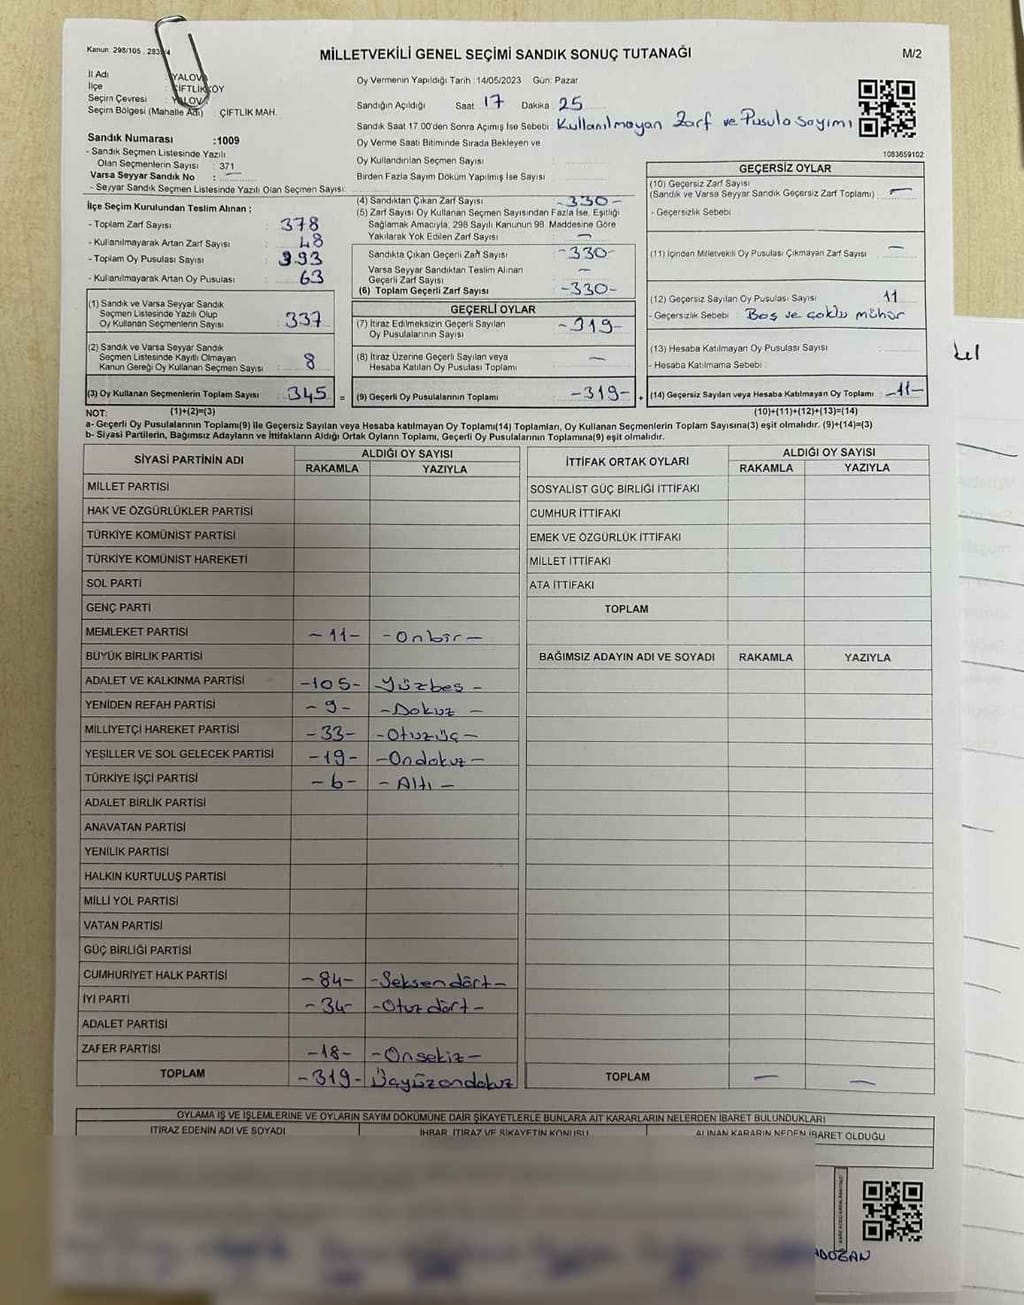 Kanun: 298/105, 283
MİLLETVEKİLİ GENEL SEÇİMİ SANDIK SONUÇ TUTANAĞI
M/2
İl Adı YALOV
İlçe ÇİFTLİKKÖY
Seçim Çevresi YALOV
Seçim Bölgesi (Mahalle Adı) : ÇİFTLİK MAH.
Oy Vermenin Yapıldığı Tarih : 14/05/2023 Gün: Pazar
Sandığın Açıldığı Saat 17 Dakika 25
Sandık Saat 17.00'den Sonra Açımış İse Sebebi: Kullanılmayan Zarf ve Pusula Sayımı
Oy Verme Saati Bitiminde Sırada Bekleyen ve
Oy Kullandırılan Seçmen Sayısı
Birden Fazla Sayım Döküm Yapılmış İse Sayısı
1083659102
Sandık Numarası :1009
- Sandık Seçmen Listesinde Yazılı
Olan Seçmenlerin Sayısı : 371
Varsa Seyyar Sandık No : —
- Seyyar Sandık Seçmen Listesinde Yazılı Olan Seçmen Sayısı:
İlçe Seçim Kurulundan Teslim Alınan ;
- Toplam Zarf Sayısı : 378
- Kullanılmayarak Artan Zarf Sayısı : 48
- Toplam Oy Pusulası Sayısı : 393
- Kullanılmayarak Artan Oy Pusulası : 63
(1) Sandık ve Varsa Seyyar Sandık
Seçmen Listesinde Yazılı Olup
Oy Kullanan Seçmenlerin Sayısı : 337
(2) Sandık ve Varsa Seyyar Sandık
Seçmen Listesinde Kayıtlı Olmayan
Kanun Gereği Oy Kullanan Seçmen Sayısı : 8
(3) Oy Kullanan Seçmenlerin Toplam Sayısı : 345 =
(4) Sandıktan Çıkan Zarf Sayısı -330-
(5) Zarf Sayısı Oy Kullanan Seçmen Sayısından Fazla İse, Eşitliği
Sağlamak Amacıyla, 298 Sayılı Kanunun 98. Maddesine Göre
Yakılarak Yok Edilen Zarf Sayısı —
Sandıkta Çıkan Geçerli Zarf Sayısı -330-
Varsa Seyyar Sandıktan Teslim Alınan
Geçerli Zarf Sayısı —
(6) Toplam Geçerli Zarf Sayısı -330-
GEÇERLİ OYLAR
(7) İtiraz Edilmeksizin Geçerli Sayılan
Oy Pusulalarının Sayısı -319-
(8) İtiraz Üzerine Geçerli Sayılan veya
Hesaba Katılan Oy Pusulası Toplamı —
(9) Geçerli Oy Pusulalarının Toplamı -319- +
GEÇERSİZ OYLAR
(10) Geçersiz Zarf Sayısı
(Sandık ve Varsa Seyyar Sandık Geçersiz Zarf Toplamı) : —
- Geçersizlik Sebebi :
(11) İçinden Milletvekili Oy Pusulası Çıkmayan Zarf Sayısı —
(12) Geçersiz Sayılan Oy Pusulası Sayısı 11
- Geçersizlik Sebebi : Boş ve çoklu mühür
(13) Hesaba Katılmayan Oy Pusulası Sayısı
- Hesaba Katılmama Sebebi :
(14) Geçersiz Sayılan veya Hesaba Katılmayan Oy Toplamı -11-
NOT: (1)+(2)=(3)
(10)+(11)+(12)+(13)=(14)
a- Geçerli Oy Pusulalarının Toplamı(9) ile Geçersiz Sayılan veya Hesaba katılmayan Oy Toplamı(14) Toplamları, Oy Kullanan Seçmenlerin Toplam Sayısına(3) eşit olmalıdır. (9)+(14)=(3)
b- Siyasi Partilerin, Bağımsız Adayların ve İttifakların Aldığı Ortak Oyların Toplamı, Geçerli Oy Pusulalarının Toplamına(9) eşit olmalıdır.
SİYASİ PARTİNİN ADI ALDIĞI OY SAYISI
RAKAMLA YAZIYLA
MİLLET PARTİSİ
HAK VE ÖZGÜRLÜKLER PARTİSİ
TÜRKİYE KOMÜNİST PARTİSİ
TÜRKİYE KOMÜNİST HAREKETİ
SOL PARTİ
GENÇ PARTİ
MEMLEKET PARTİSİ -11- -Onbir-
BÜYÜK BİRLİK PARTİSİ
ADALET VE KALKINMA PARTİSİ -105- Yüzbeş -
YENİDEN REFAH PARTİSİ -9- -Dokuz -
MİLLİYETÇİ HAREKET PARTİSİ -33- -Otuzüç-
YEŞİLLER VE SOL GELECEK PARTİSİ -19- -Ondokuz-
TÜRKİYE İŞÇİ PARTİSİ -6- - Altı -
ADALET BİRLİK PARTİSİ
ANAVATAN PARTİSİ
YENİLİK PARTİSİ
HALKIN KURTULUŞ PARTİSİ
MİLLİ YOL PARTİSİ
VATAN PARTİSİ
GÜÇ BİRLİĞİ PARTİSİ
CUMHURİYET HALK PARTİSİ -84- -Seksendört-
İYİ PARTİ -34- -Otuzdört-
ADALET PARTİSİ
ZAFER PARTİSİ -18- -Onsekiz-
TOPLAM -319- Üçyüzondokuz
İTTİFAK ORTAK OYLARI ALDIĞI OY SAYISI
RAKAMLA YAZIYLA
SOSYALİST GÜÇ BİRLİĞİ İTTİFAKI
CUMHUR İTTİFAKI
EMEK VE ÖZGÜRLÜK İTTİFAKI
MİLLET İTTİFAKI
ATA İTTİFAKI
TOPLAM
BAĞIMSIZ ADAYIN ADI VE SOYADI RAKAMLA YAZIYLA
TOPLAM — —
OYLAMA İŞ VE İŞLEMLERİNE VE OYLARIN SAYIM DÖKÜMÜNE DAİR ŞİKAYETLERLE BUNLARA AİT KARARLARIN NELERDEN İBARET BULUNDUKLARI
İTİRAZ EDENİN ADI VE SOYADI İHBAR, İTİRAZ VE ŞİKAYETİN KONUSU ALINAN KARARIN NEDEN İBARET OLDUĞU
DOĞAN